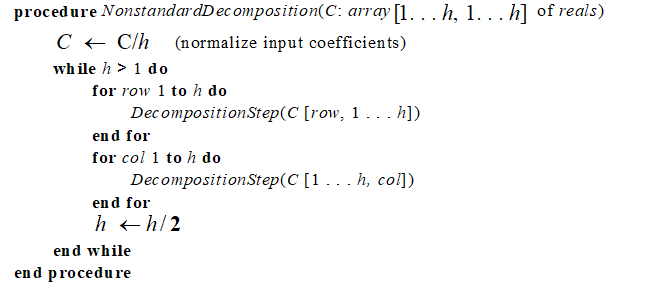 procedure NonstandardDecomposition(C: array[1. . . h, 1. . . h] of reals)
C ← C/h (normalize input coefficients)
while h > 1 do
for row 1 to h do
DecompositionStep(C [row, 1 . . . h])
end for
for col 1 to h do
DecompositionStep(C [1 . . . h, col])
end for
h ← h/2
end while
end procedure